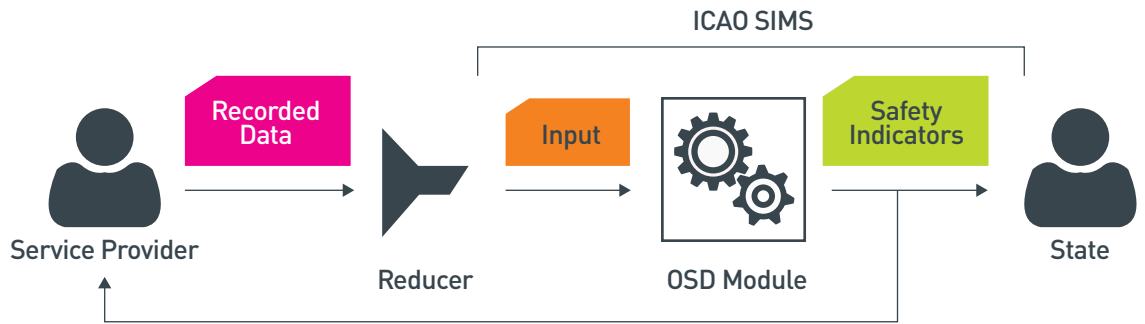 ICAO SIMS
Recorded
Data
Input
Safety
Indicators
Service Provider
Reducer
OSD Module
State